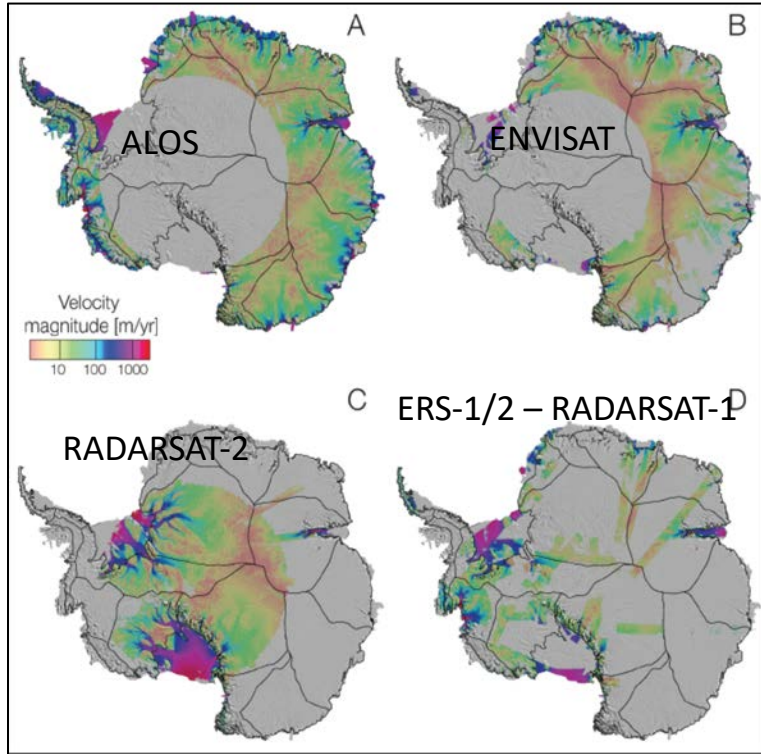 A
B
ALOS
ENVISAT
Velocity
magnitude [m/yr]
10 100 1000
C
ERS-1/2 – RADARSAT-1
D
RADARSAT-2